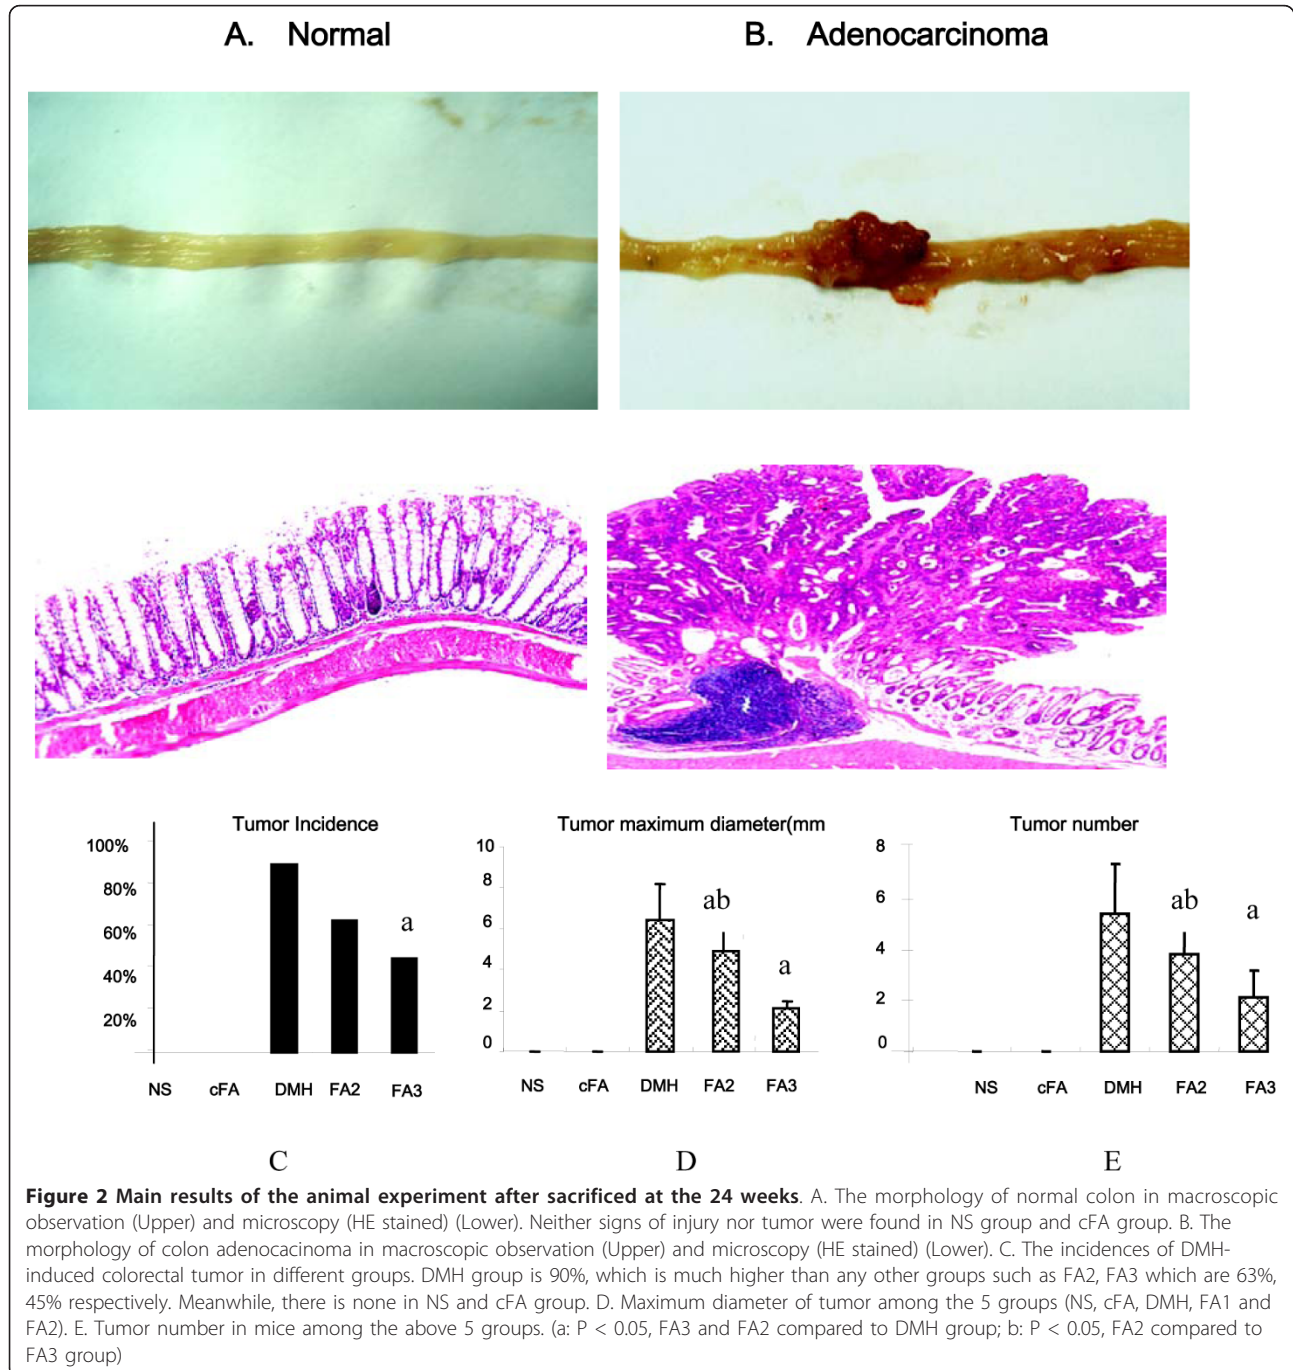 A. Normal
B. Adenocarcinoma
Tumor Incidence
100%
80%
60%
40%
20%
a
NS cFA DMH FA2 FA3
C
Tumor maximum diameter(mm
10
8
6
4
2
0
ab
a
NS cFA DMH FA2 FA3
D
Tumor number
8
6
4
2
0
ab
a
NS cFA DMH FA2 FA3
E
Figure 2 Main results of the animal experiment after sacrificed at the 24 weeks. A. The morphology of normal colon in macroscopic
observation (Upper) and microscopy (HE stained) (Lower). Neither signs of injury nor tumor were found in NS group and cFA group. B. The
morphology of colon adenocacinoma in macroscopic observation (Upper) and microscopy (HE stained) (Lower). C. The incidences of DMH-
induced colorectal tumor in different groups. DMH group is 90%, which is much higher than any other groups such as FA2, FA3 which are 63%,
45% respectively. Meanwhile, there is none in NS and cFA group. D. Maximum diameter of tumor among the 5 groups (NS, cFA, DMH, FA1 and
FA2). E. Tumor number in mice among the above 5 groups. (a: P < 0.05, FA3 and FA2 compared to DMH group; b: P < 0.05, FA2 compared to
FA3 group)